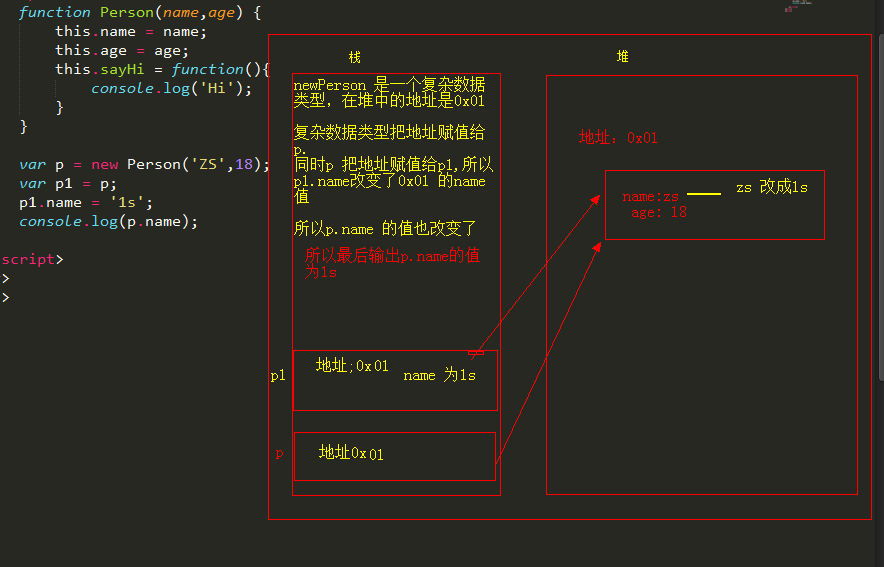 function Person(name,age) {
this.name = name;
this.age = age;
this.sayHi = function(){
console.log('Hi');
}
}
var p = new Person('ZS',18);
var p1 = p;
p1.name = '1s';
console.log(p.name);
script>
>
>
栈
堆
newPerson 是一个复杂数据
类型，在堆中的地址是0x01
复杂数据类型把地址赋值给
p.
同时p 把地址赋值给p1,所以
p1.name改变了0x01 的name
值
所以p.name 的值也改变了
所以最后输出p.name的值
为1s
p1
地址;0x01
name 为1s
p
地址0x01
地址：0x01
name:zs
zs 改成1s
age: 18